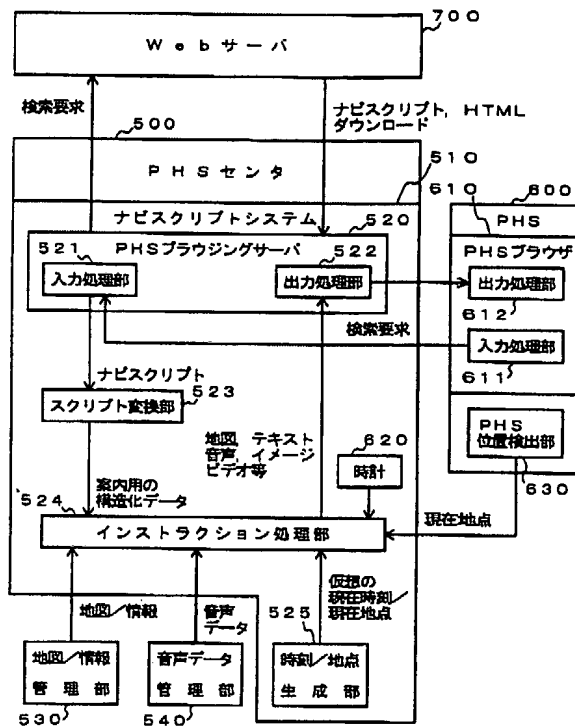 700
Webサーバ
検索要求
ナビスクリプト,HTML
ダウンロード
500
510
PHSセンタ
610
600
ナビスクリプトシステム
520
PHS
521
PHSブラウジングサーバ
522
PHSブラウザ
入力処理部
出力処理部
出力処理部
612
検索要求
入力処理部
611
ナビスクリプト
523
スクリプト変換部
地図,テキスト
音声,イメージ
ビデオ等
620
時計
PHS
位置検出部
630
案内用の
構造化データ
524
インストラクション処理部
現在地点
地図/情報
音声
データ
仮想の
現在時刻/
現在地点
525
地図/情報
管理部
530
音声データ
管理部
540
時刻/地点
生成部